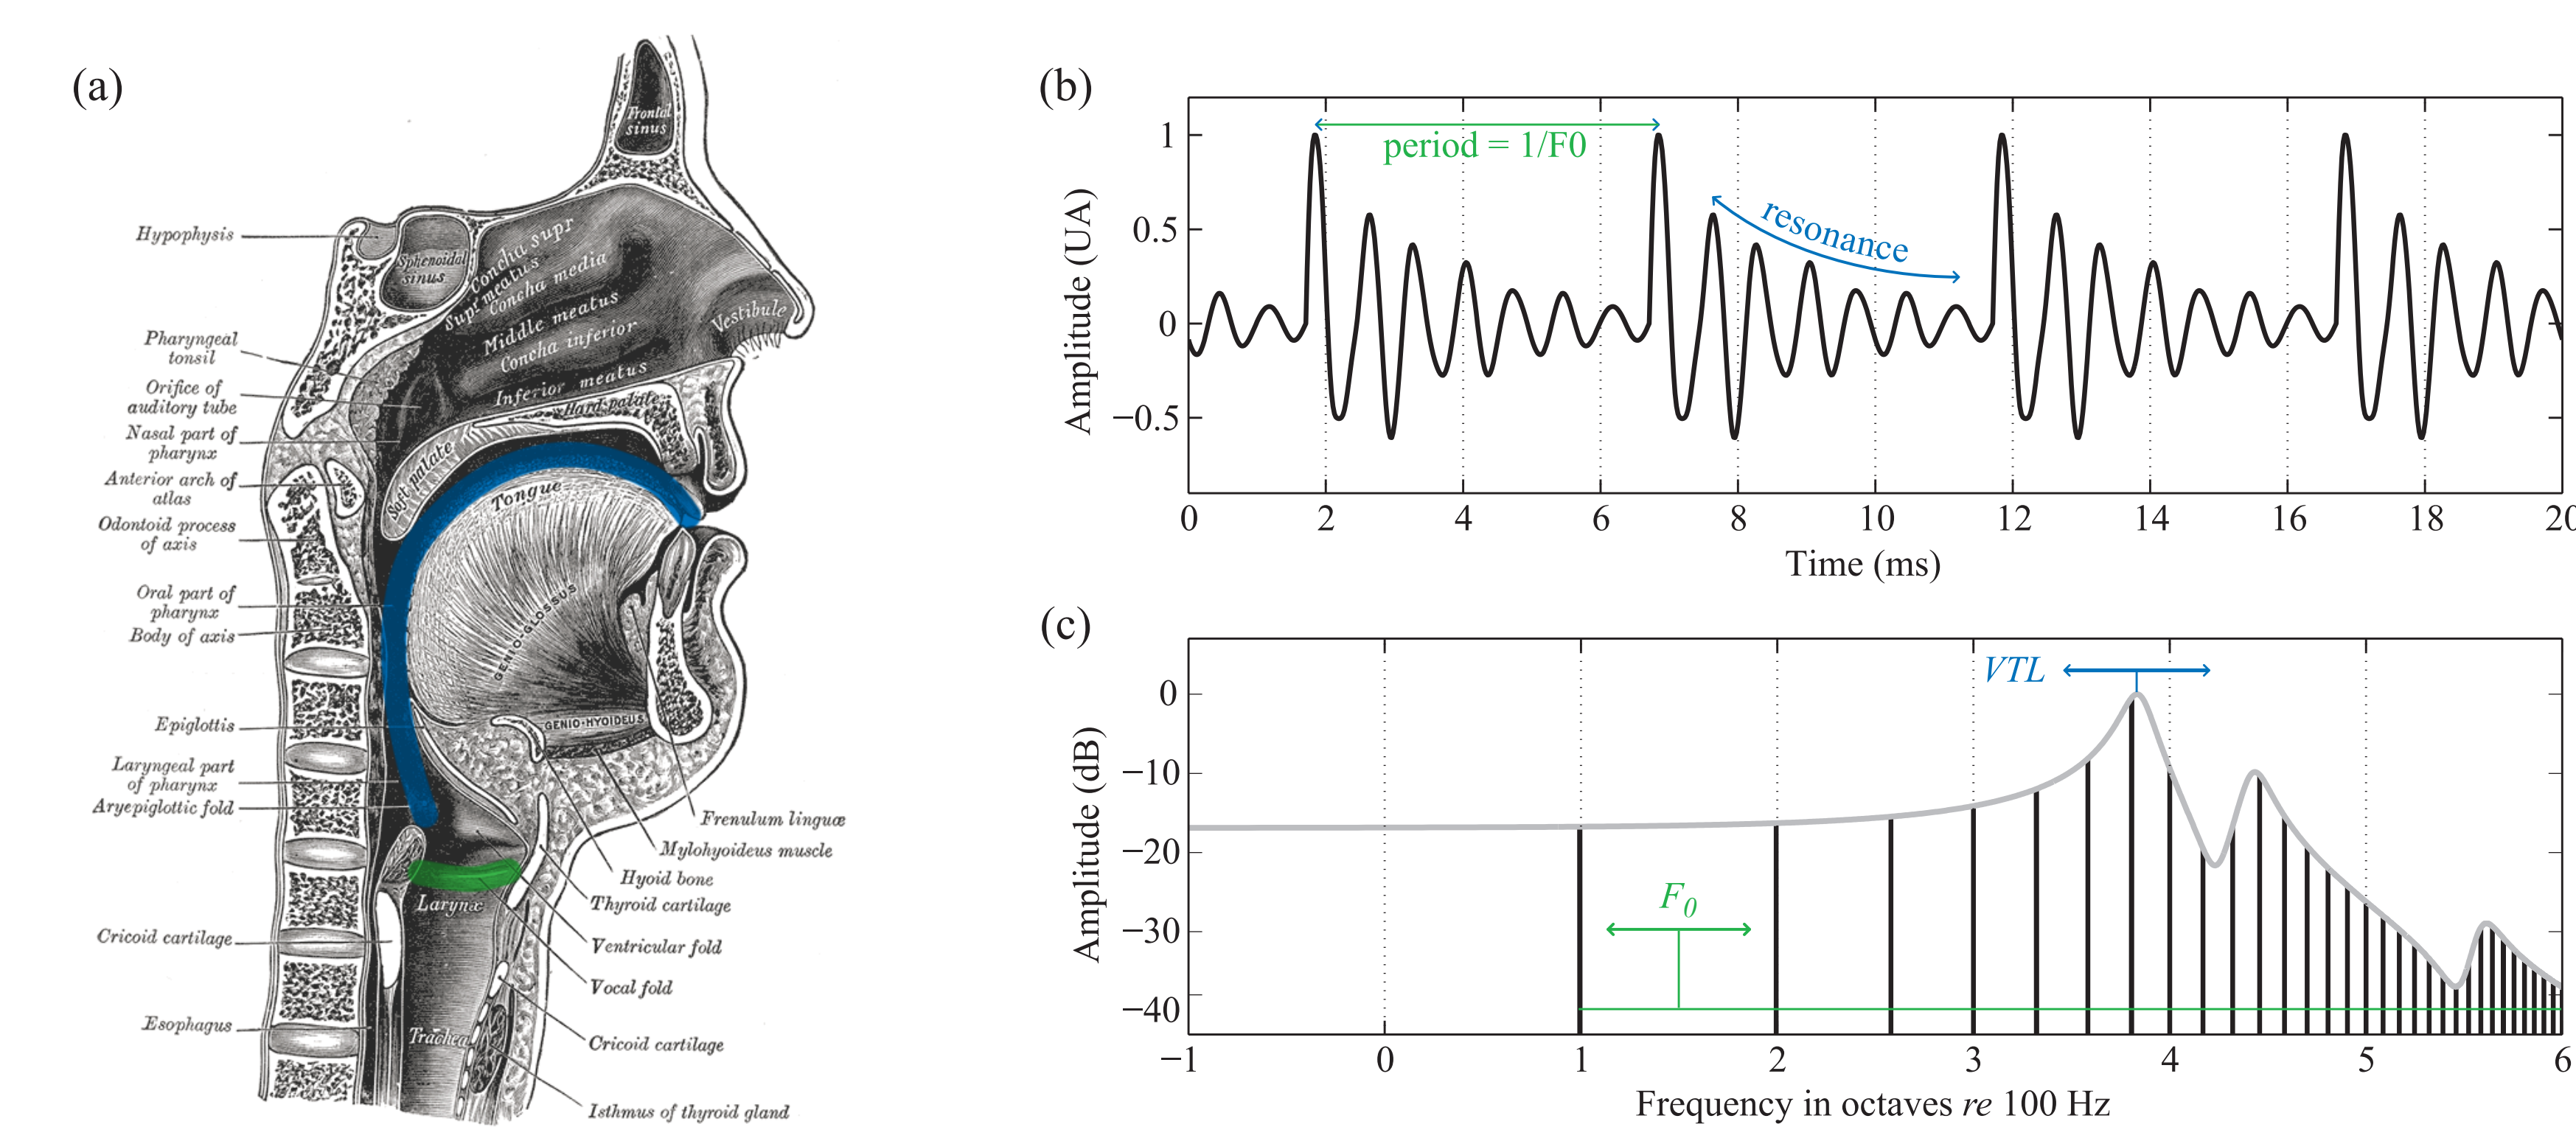 (a)
Frontal
sinus
Hypophysis
Sphenoidal
sinus
Concha supr
Supr meatus
Concha media
Middle meatus
Concha inferior
Inferior meatus
Vestibule
Pharyngeal
tonsil
Orifice of
auditory tube
Nasal part of
pharynx
Anterior arch of
atlas
Odontoid process
of axis
Oral part of
pharynx
Body of axis
Epiglottis
Laryngeal part
of pharynx
Aryepiglottic fold
Cricoid cartilage
Esophagus
Hard palate
Soft palate
Tongue
GENIO-GLOSSUS
GENIO-HYOIDEUS
Larynx
Trachea
Frenulum linguæ
Mylohyoideus muscle
Hyoid bone
Thyroid cartilage
Ventricular fold
Vocal fold
Cricoid cartilage
Isthmus of thyroid gland
(b)
period = 1/F0
resonance
Amplitude (UA)
1
0.5
0
−0.5
0 2 4 6 8 10 12 14 16 18 20
Time (ms)
(c)
VTL
F0
Amplitude (dB)
0
−10
−20
−30
−40
−1 0 1 2 3 4 5 6
Frequency in octaves re 100 Hz